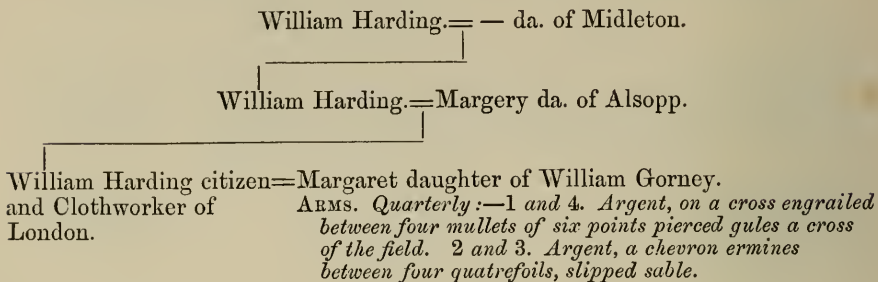 William Harding.=— da. of Midleton.
William Harding.=Margery da. of Alsopp.
William Harding citizen=Margaret daughter of William Gorney.
and Clothworker of
London.
ARMS. Quarterly:—1 and 4. Argent, on a cross engrailed
between four mullets of six points pierced gules a cross
of the field. 2 and 3. Argent, a chevron ermines
between four quatrefoils, slipped sable.